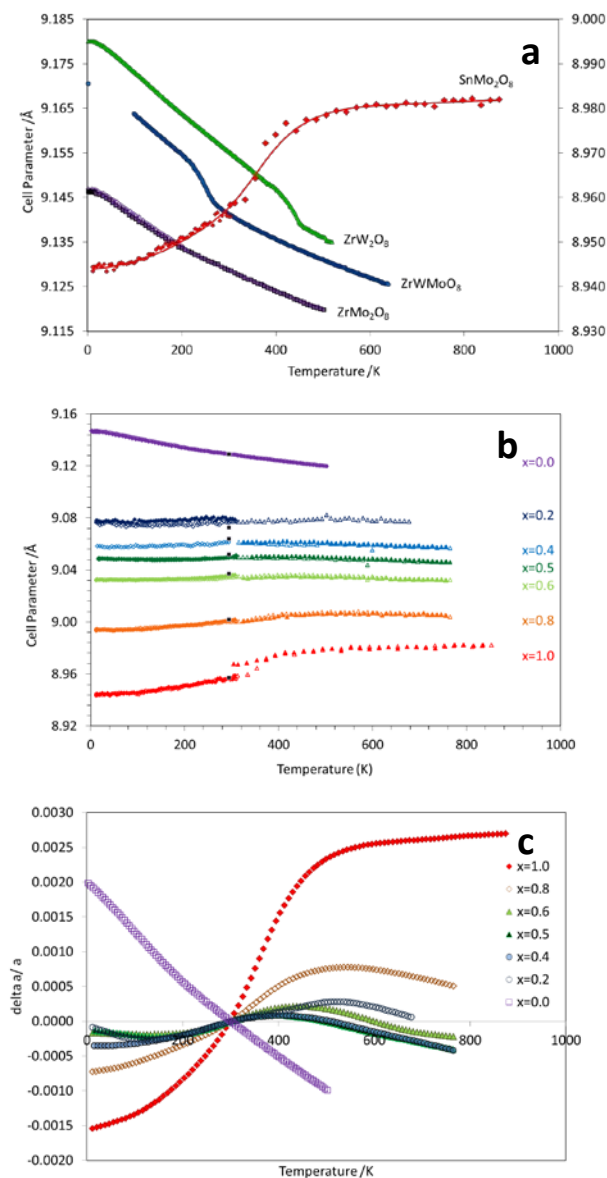 a
9.185
9.175
9.165
9.155
9.145
9.135
9.125
9.115
Cell Parameter /Å
9.000
8.990
8.980
8.970
8.960
8.950
8.940
8.930
SnMo2O8
ZrW2O8
ZrWMoO8
ZrMo2O8
0 200 400 600 800 1000
Temperature /K
b
9.16
9.12
9.08
9.04
9.00
8.96
8.92
Cell Parameter /Å
x=0.0
x=0.2
x=0.4
x=0.5
x=0.6
x=0.8
x=1.0
0 200 400 600 800 1000
Temperature (K)
c
0.0030
0.0025
0.0020
0.0015
0.0010
0.0005
0.0000
-0.0005
-0.0010
-0.0015
-0.0020
delta a/ a
x=1.0
x=0.8
x=0.6
x=0.5
x=0.4
x=0.2
x=0.0
0 200 400 600 800 1000
Temperature /K